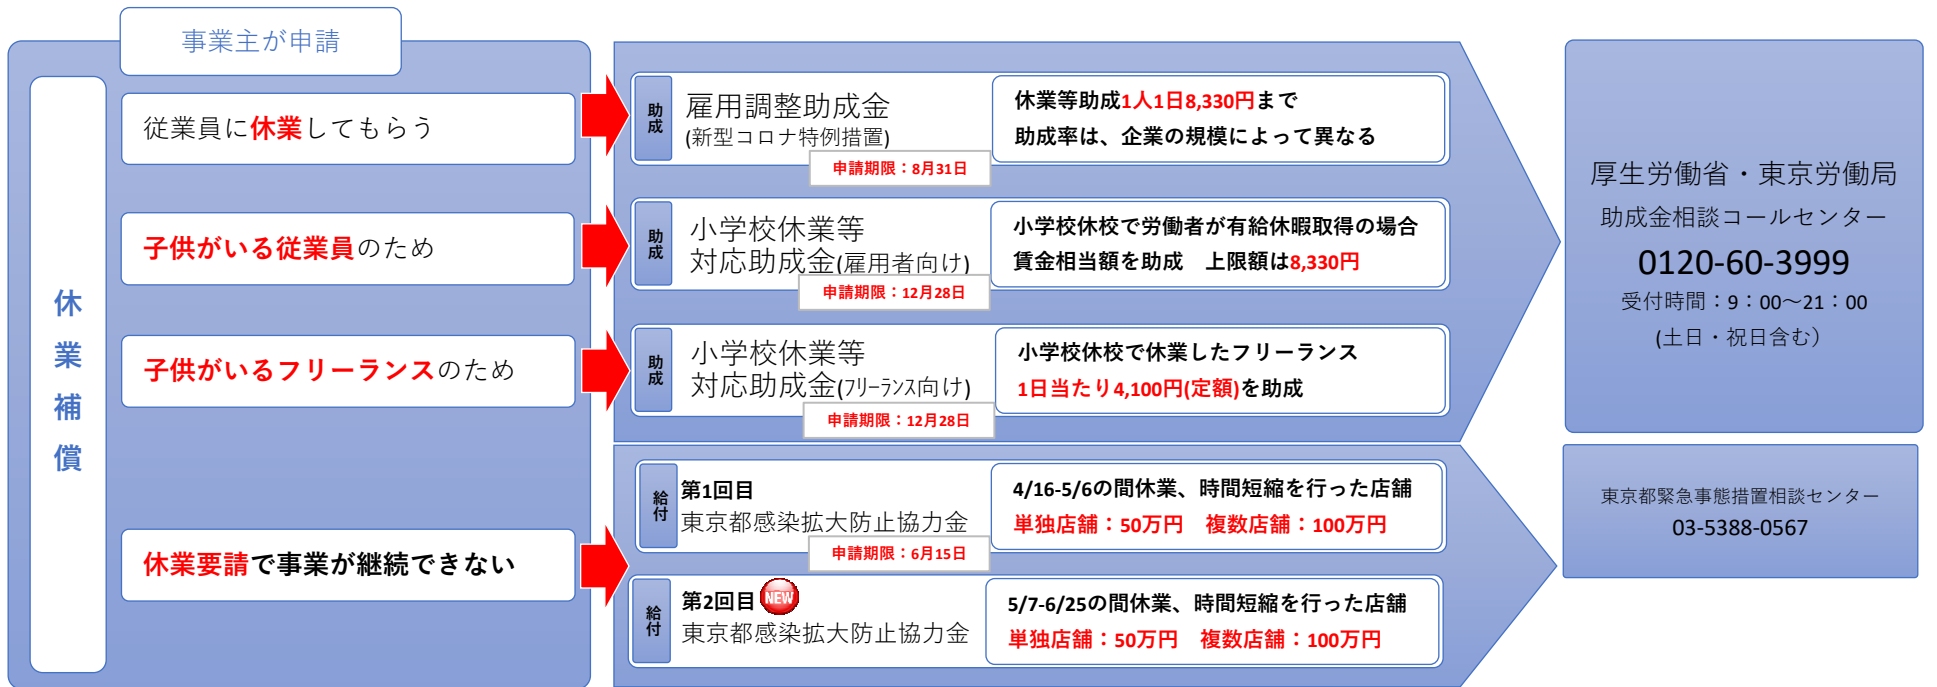 事業主が申請
休業補償
従業員に休業してもらう
助成
雇用調整助成金
(新型コロナ特例措置)
申請期限：8月31日
休業等助成1人1日8,330円まで
助成率は、企業の規模によって異なる
子供がいる従業員のため
助成
小学校休業等
対応助成金(雇用者向け)
申請期限：12月28日
小学校休校で労働者が有給休暇取得の場合
賃金相当額を助成　上限額は8,330円
子供がいるフリーランスのため
助成
小学校休業等
対応助成金(フリーランス向け)
申請期限：12月28日
小学校休校で休業したフリーランス
1日当たり4,100円(定額)を助成
休業要請で事業が継続できない
給付
第1回目
東京都感染拡大防止協力金
申請期限：6月15日
4/16-5/6の間休業、時間短縮を行った店舗
単独店舗：50万円　複数店舗：100万円
給付
第2回目 NEW
東京都感染拡大防止協力金
5/7-6/25の間休業、時間短縮を行った店舗
単独店舗：50万円　複数店舗：100万円
厚生労働省・東京労働局
助成金相談コールセンター
0120-60-3999
受付時間：9：00～21：00
(土日・祝日含む）
東京都緊急事態措置相談センター
03-5388-0567